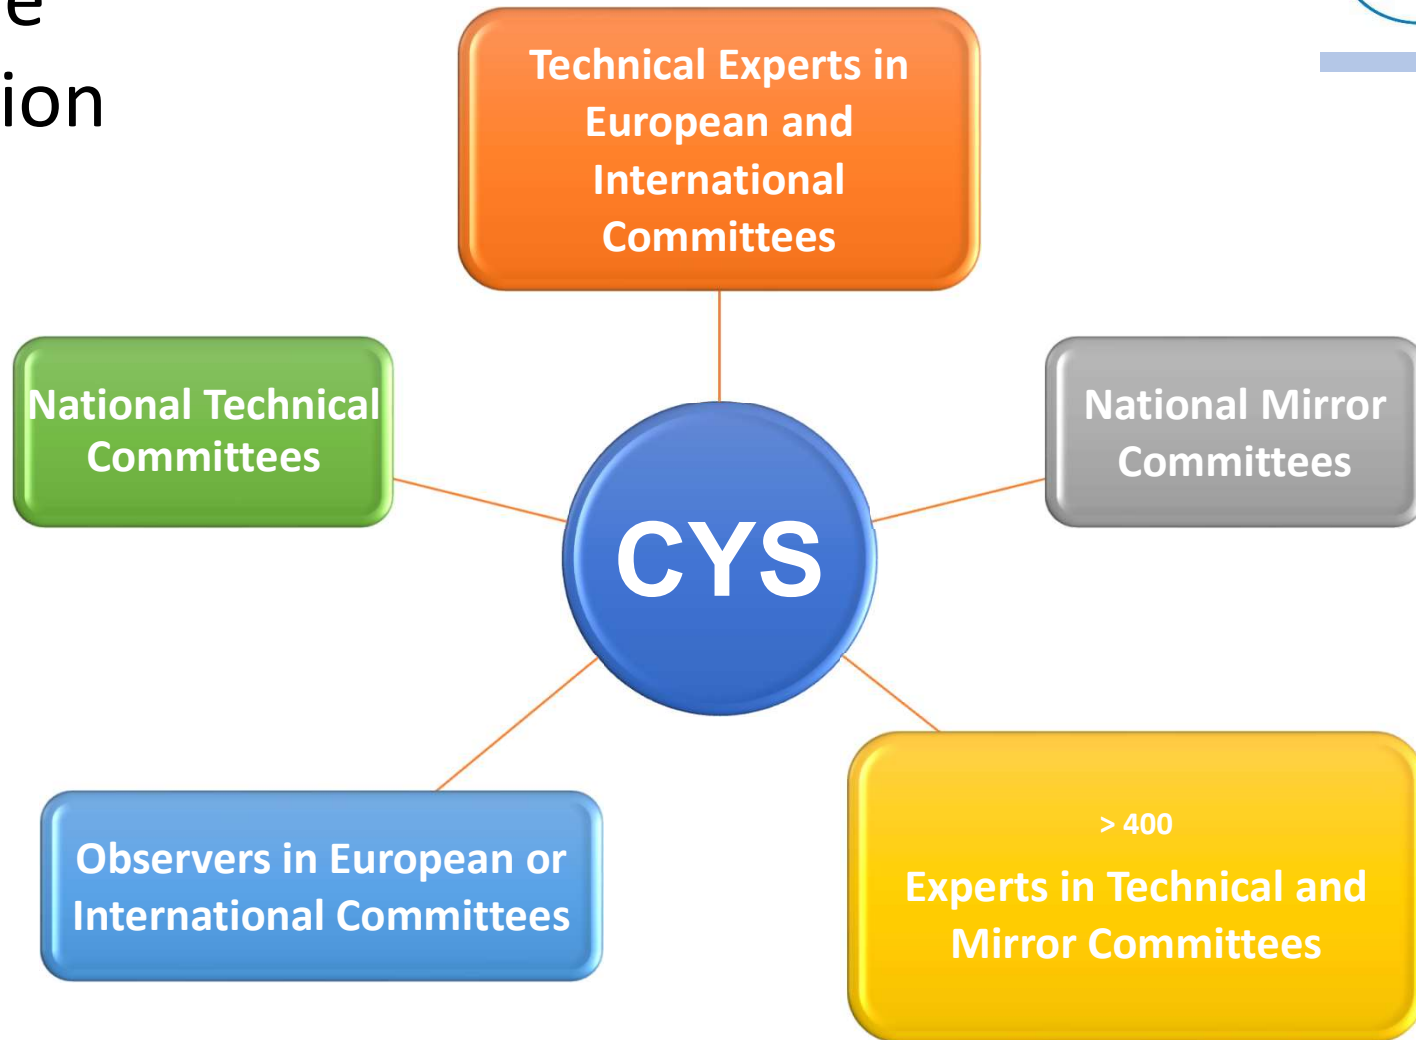 ion
Technical Experts in
European and
International
Committees
National Technical
Committees
National Mirror
Committees
CYS
Observers in European or
International Committees
> 400
Experts in Technical and
Mirror Committees